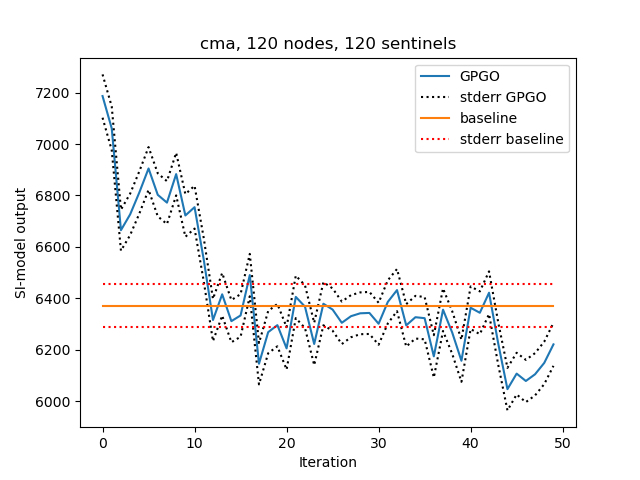 cma, 120 nodes, 120 sentinels
GPGO
stderr GPGO
baseline
stderr baseline
SI-model output
7200
7000
6800
6600
6400
6200
6000
0 10 20 30 40 50
Iteration